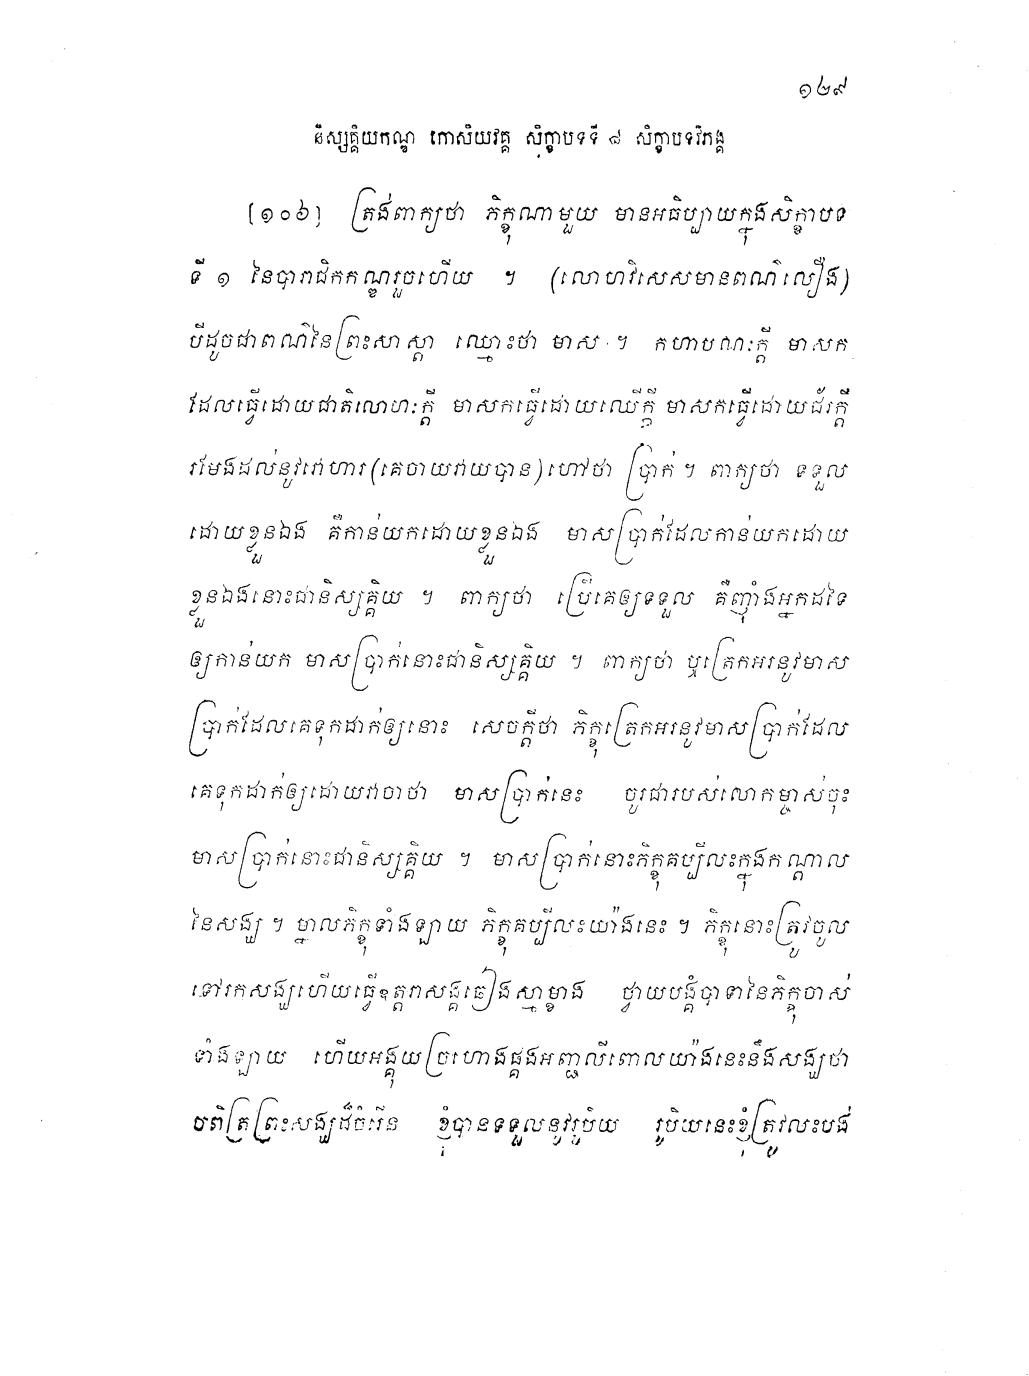 ១២៩
និស្សគ្គិយកណ្ឌ កោសិយវគ្គ សិក្ខាបទទី ៨ សិក្ខាបទវិភង្គ
[១០៦] ត្រង់ពាក្យថា ភិក្ខុណាមួយ មានអធិប្បាយក្នុងសិក្ខាបទ
ទី ១ នៃបារាជិកកណ្ឌរួចហើយ ។ (លោហវិសេសមានពណ៌លឿង)
បីដូចជាពណ៌នៃព្រះសាស្តា ឈ្មោះថា មាស ។ កហាបណៈក្តី មាសក
ដែលធ្វើដោយជាតិលោហៈក្តី មាសកធ្វើដោយឈើក្តី មាសកធ្វើដោយជ័រក្តី
រមែងដល់នូវវោហារ(គេចាយវាយបាន)ហៅថា ប្រាក់ ។ ពាក្យថា ទទួល
ដោយខ្លួនឯង គឺកាន់យកដោយខ្លួនឯង មាសប្រាក់ដែលកាន់យកដោយ
ខ្លួនឯងនោះជានិស្សគ្គិយ ។ ពាក្យថា ប្រើគេឲ្យទទួល គឺញុំាងអ្នកដទៃ
ឲ្យកាន់យក មាសប្រាក់នោះជានិស្សគ្គិយ ។ ពាក្យថា ឬត្រេកអរនូវមាស
ប្រាក់ដែលគេទុកដាក់ឲ្យនោះ សេចក្តីថា ភិក្ខុត្រេកអរនូវមាសប្រាក់ដែល
គេទុកដាក់ឲ្យដោយវាចាថា មាសប្រាក់នេះ ចូរជារបស់លោកម្ចាស់ចុះ
មាសប្រាក់នោះជានិស្សគ្គិយ ។ មាសប្រាក់នោះភិក្ខុគប្បីលះក្នុងកណ្តាល
នៃសង្ឃ ។ ម្នាលភិក្ខុទាំងឡាយ ភិក្ខុគប្បីលះយ៉ាងនេះ ។ ភិក្ខុនោះត្រូវចូល
ទៅរកសង្ឃហើយធ្វើឧត្តរាសង្គឆៀងស្មាម្ខាង ថ្វាយបង្គំបាទានៃភិក្ខុចាស់
ទាំងឡាយ ហើយអង្គុយច្រហោងផ្គងអញ្ជលីពោលយ៉ាងនេះនឹងសង្ឃថា
បពិត្រព្រះសង្ឃដ៏ចំរើន ខ្ញុំបានទទួលនូវរូបិយ រូបិយនេះខ្ញុំត្រូវលះបង់